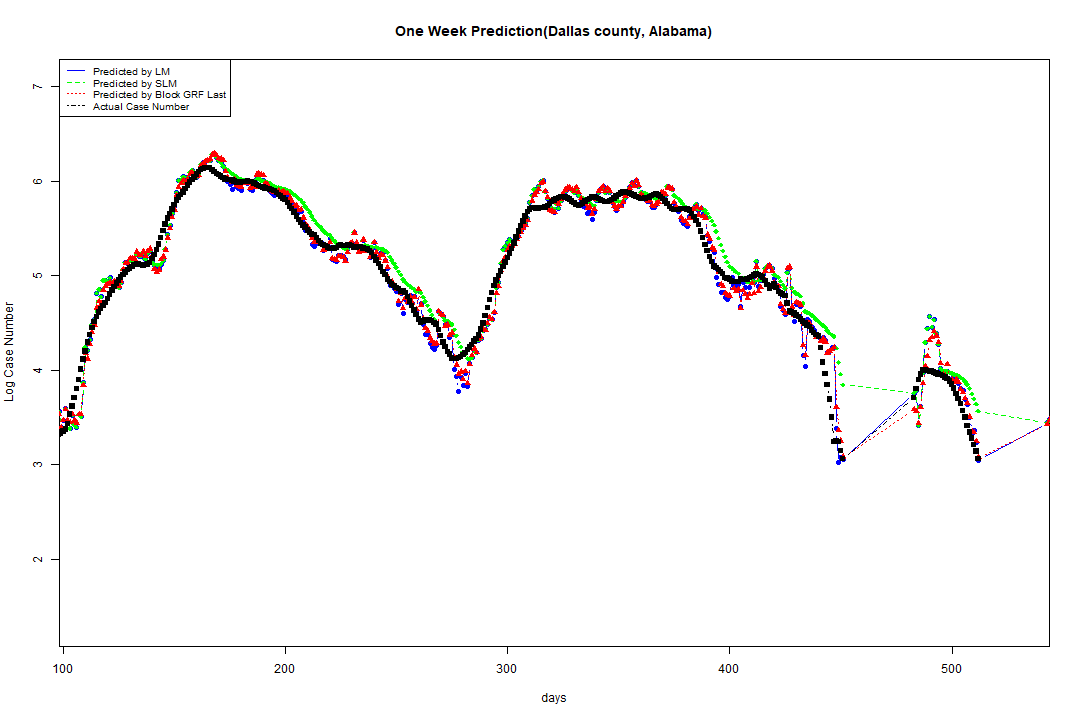 One Week Prediction(Dallas county, Alabama)
Predicted by LM
Predicted by SLM
Predicted by Block GRF Last
Actual Case Number
7
6
5
4
3
2
Log Case Number
100 200 300 400 500
days